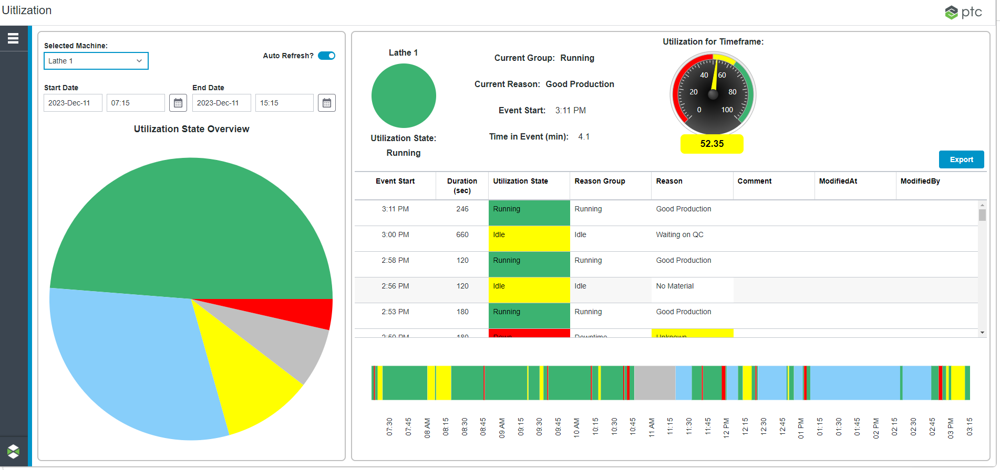 Uitlization
ptc
Selected Machine:
Lathe 1
Auto Refresh?
Start Date
End Date
2023-Dec-11
07:15
2023-Dec-11
15:15
Utilization State Overview
Lathe 1
Utilization State:
Running
Current Group: Running
Current Reason: Good Production
Event Start: 3:11 PM
Time in Event (min): 4.1
Utilization for Timeframe:
0 20 40 60 80 100
52.35
Export
Event Start Duration (sec) Utilization State Reason Group Reason Comment ModifiedAt ModifiedBy
3:11 PM 246 Running Running Good Production
3:00 PM 660 Idle Idle Waiting on QC
2:58 PM 120 Running Running Good Production
2:56 PM 120 Idle Idle No Material
2:53 PM 180 Running Running Good Production
2:50 PM 180 Down Downtime Unknown
07:30 07:45 08 AM 08:15 08:30 08:45 09 AM 09:15 09:30 09:45 10 AM 10:15 10:30 10:45 11 AM 11:15 11:30 11:45 12 PM 12:15 12:30 12:45 01 PM 01:15 01:30 01:45 02 PM 02:15 02:30 02:45 03 PM 03:15